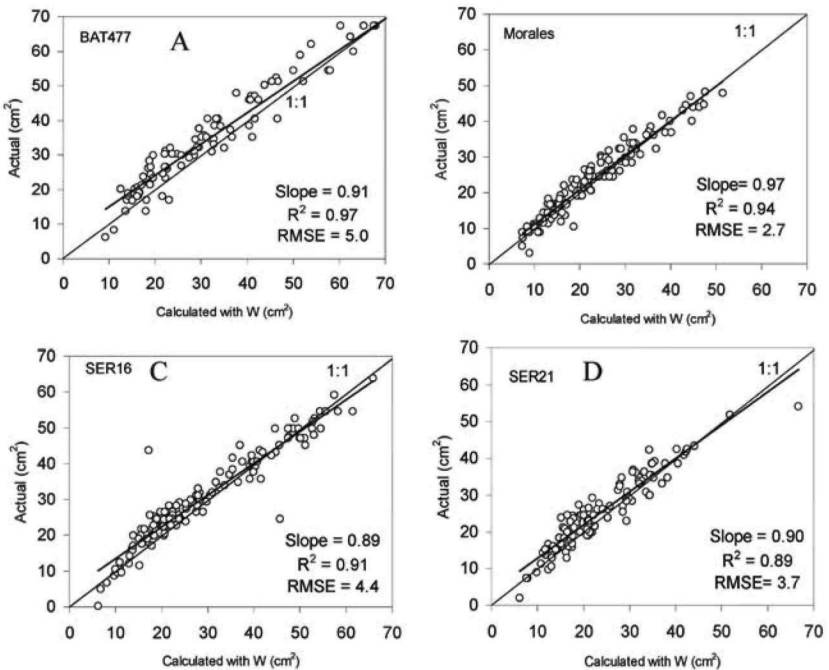 BAT477
A
1:1
Actual (cm²)
70
60
50
40
30
20
10
0
Slope = 0.91
R² = 0.97
RMSE = 5.0
0 10 20 30 40 50 60 70
Calculated with W (cm²)
Morales
1:1
Actual (cm²)
70
60
50
40
30
20
10
0
Slope= 0.97
R² = 0.94
RMSE = 2.7
0 10 20 30 40 50 60 70
Calculated with W (cm²)
SER16
C
1:1
Actual (cm²)
70
60
50
40
30
20
10
0
Slope = 0.89
R² = 0.91
RMSE = 4.4
0 10 20 30 40 50 60 70
Calculated with W (cm²)
SER21
D
1:1
Actual (cm²)
70
60
50
40
30
20
10
0
Slope = 0.90
R² = 0.89
RMSE= 3.7
0 10 20 30 40 50 60 70
Calculated with W (cm²)